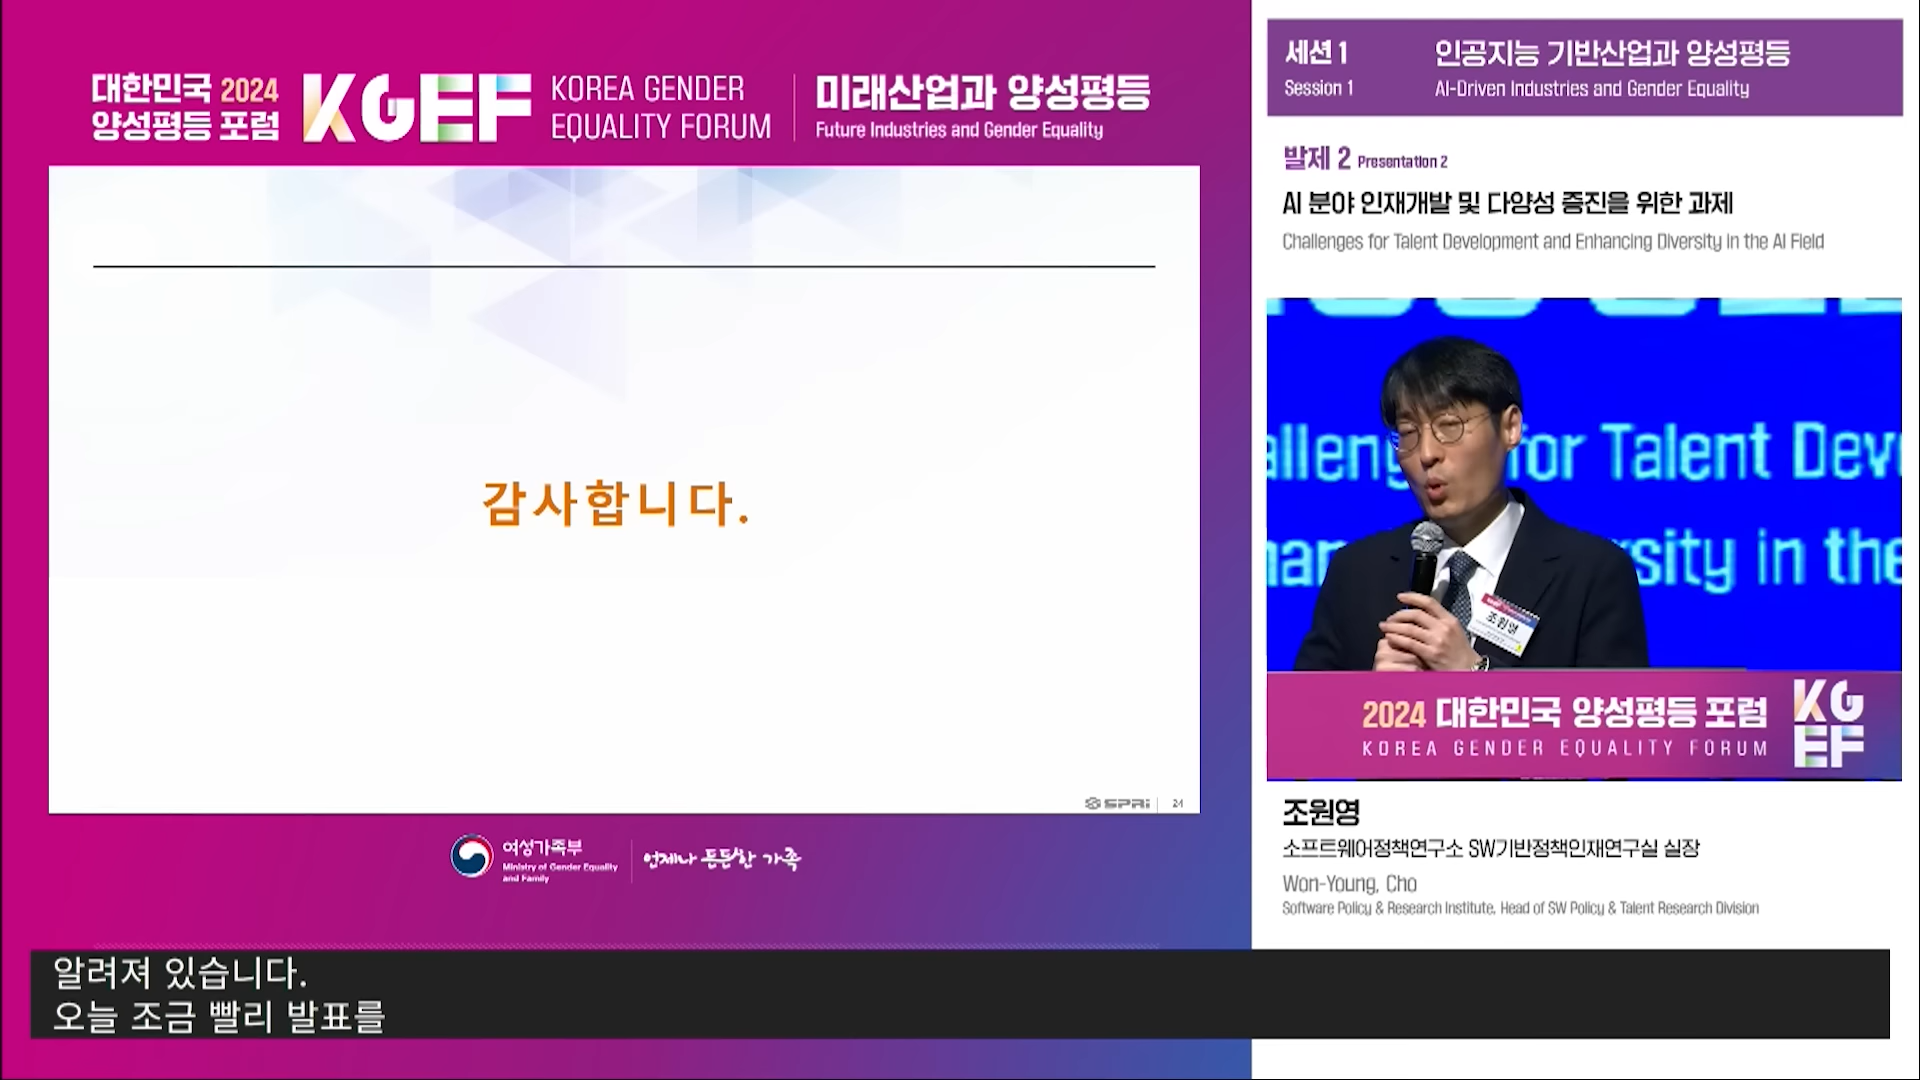 대한민국 2024
양성평등 포럼
KGEF
KOREA GENDER
EQUALITY FORUM
미래산업과 양성평등
Future Industries and Gender Equality
감사합니다.
SPRi 24
여성가족부
Ministry of Gender Equality
and Family
언제나 든든한 가족
세션 1 인공지능 기반산업과 양성평등
Session 1 AI-Driven Industries and Gender Equality
발제 2 Presentation 2
AI 분야 인재개발 및 다양성 증진을 위한 과제
Challenges for Talent Development and Enhancing Diversity in the AI Field
for Talent
in the
조원영
2024 대한민국 양성평등 포럼
KOREA GENDER EQUALITY FORUM
KG
EF
조원영
소프트웨어정책연구소 SW기반정책인재연구실 실장
Won-Young, Cho
Software Policy & Research Institute, Head of SW Policy & Talent Research Division
알려져 있습니다.
오늘 조금 빨리 발표를